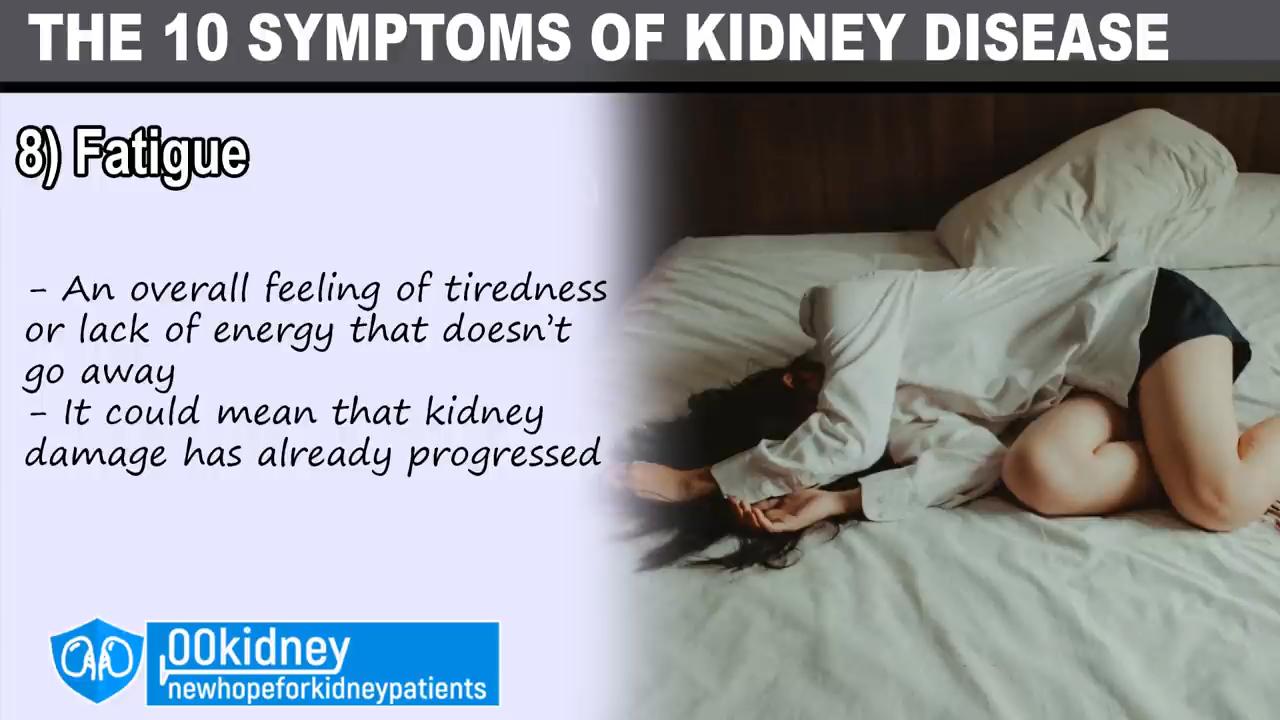 THE 10 SYMPTOMS OF KIDNEY DISEASE
8) Fatigue
- An overall feeling of tiredness
or lack of energy that doesn't
go away
- It could mean that kidney
damage has already progressed
00kidney
newhopeforkidneypatients